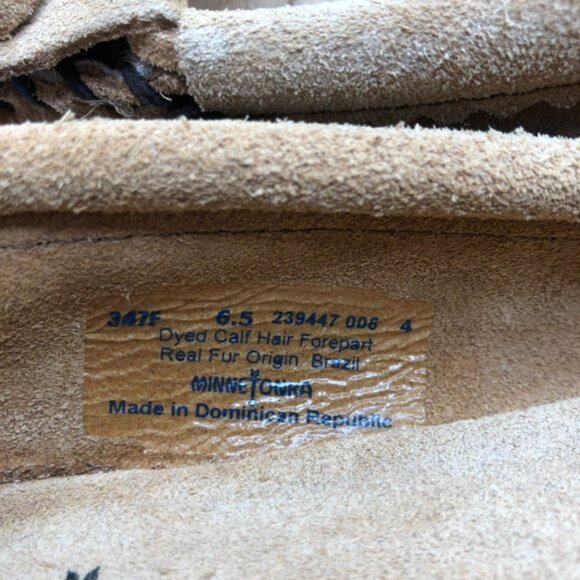 347F 6.5 239447 006 4
Dyed Calf Hair Forepart
Real Fur Origin Brazil
MINNETONKA
Made in Dominican Republic